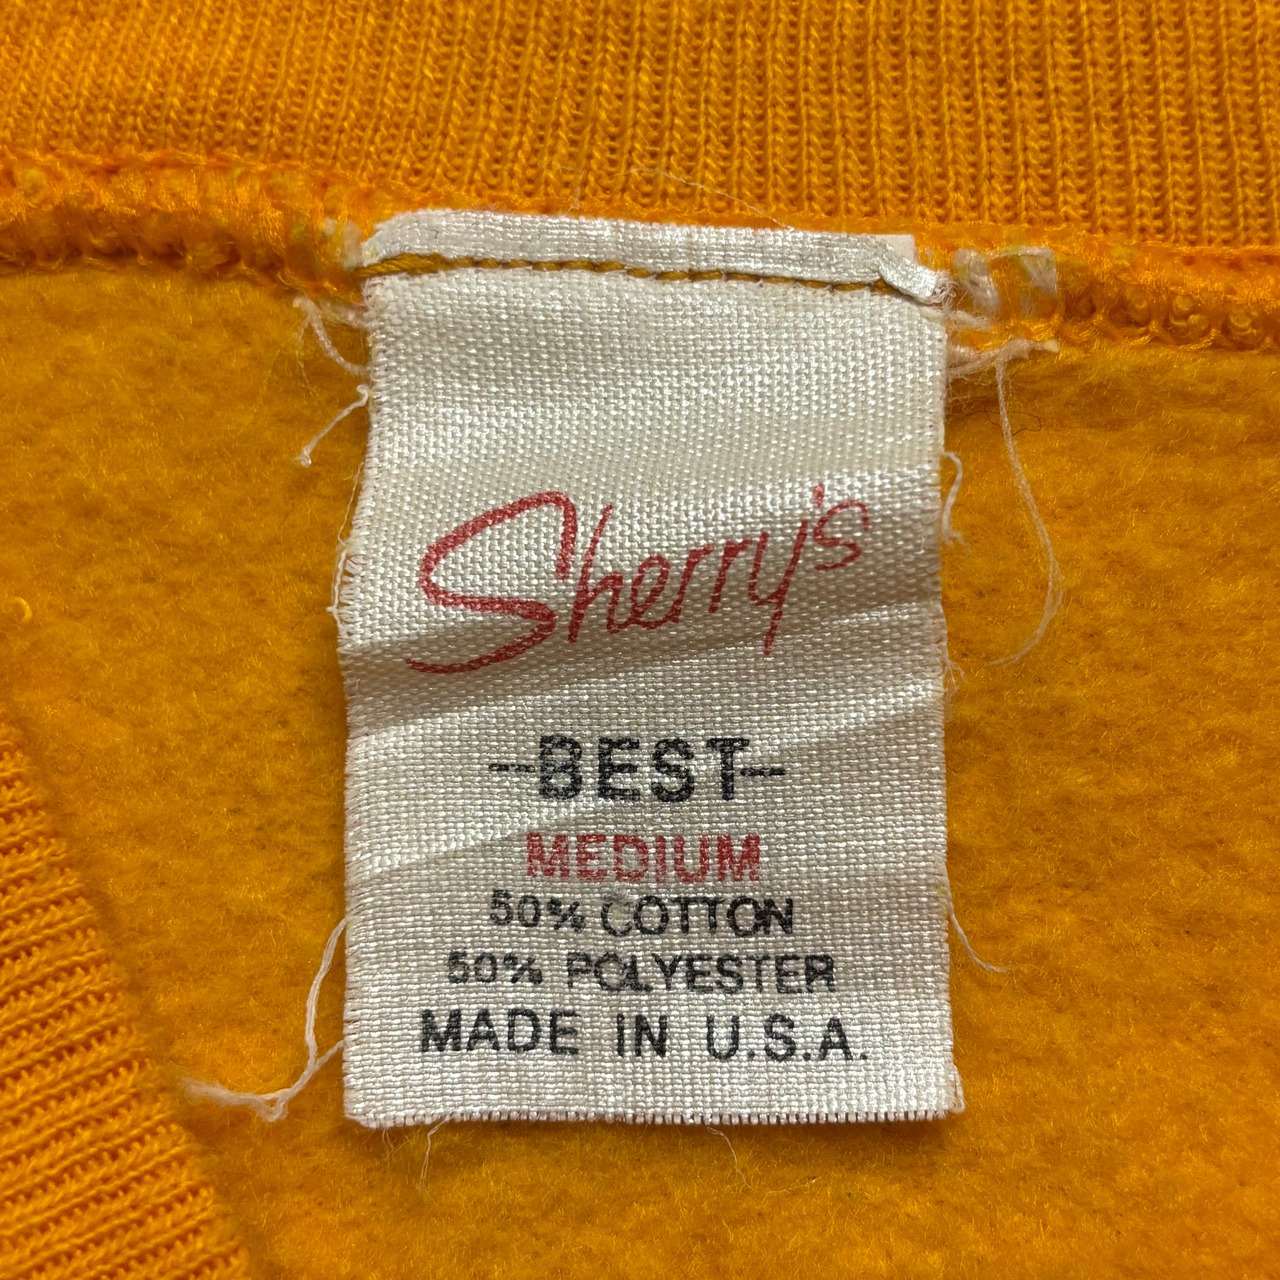 Sherry's
-BEST-
MEDIUM
50% COTTON
50% POLYESTER
MADE IN U.S.A.